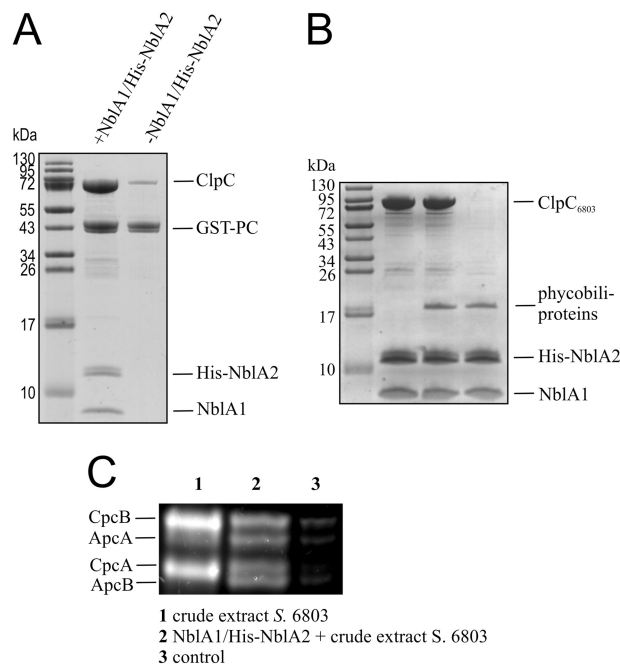 A
+NblA1/His-NblA2
-NblA1/His-NblA2
kDa
130
95
72
55
43
34
26
17
10
ClpC
GST-PC
His-NblA2
NblA1
B
kDa
130
95
72
55
43
34
26
17
10
ClpC6803
phycobili-
proteins
His-NblA2
NblA1
C
1 2 3
CpcB
ApcA
CpcA
ApcB
1 crude extract S. 6803
2 NblA1/His-NblA2 + crude extract S. 6803
3 control